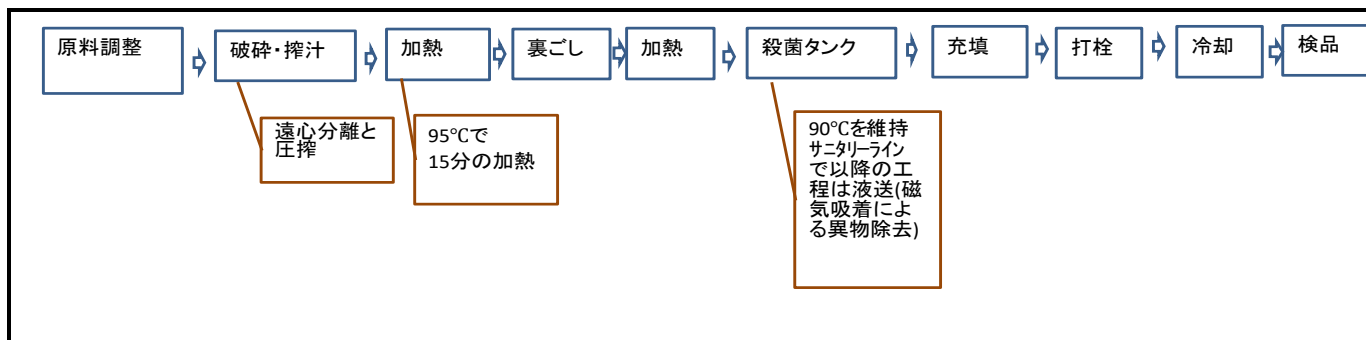 原料調整
破砕・搾汁
加熱
裏ごし
加熱
殺菌タンク
充填
打栓
冷却
検品
遠心分離と
圧搾
95℃で
15分の加熱
90℃を維持
サニタリーライン
で以降の工
程は液送(磁
気吸着によ
る異物除去)